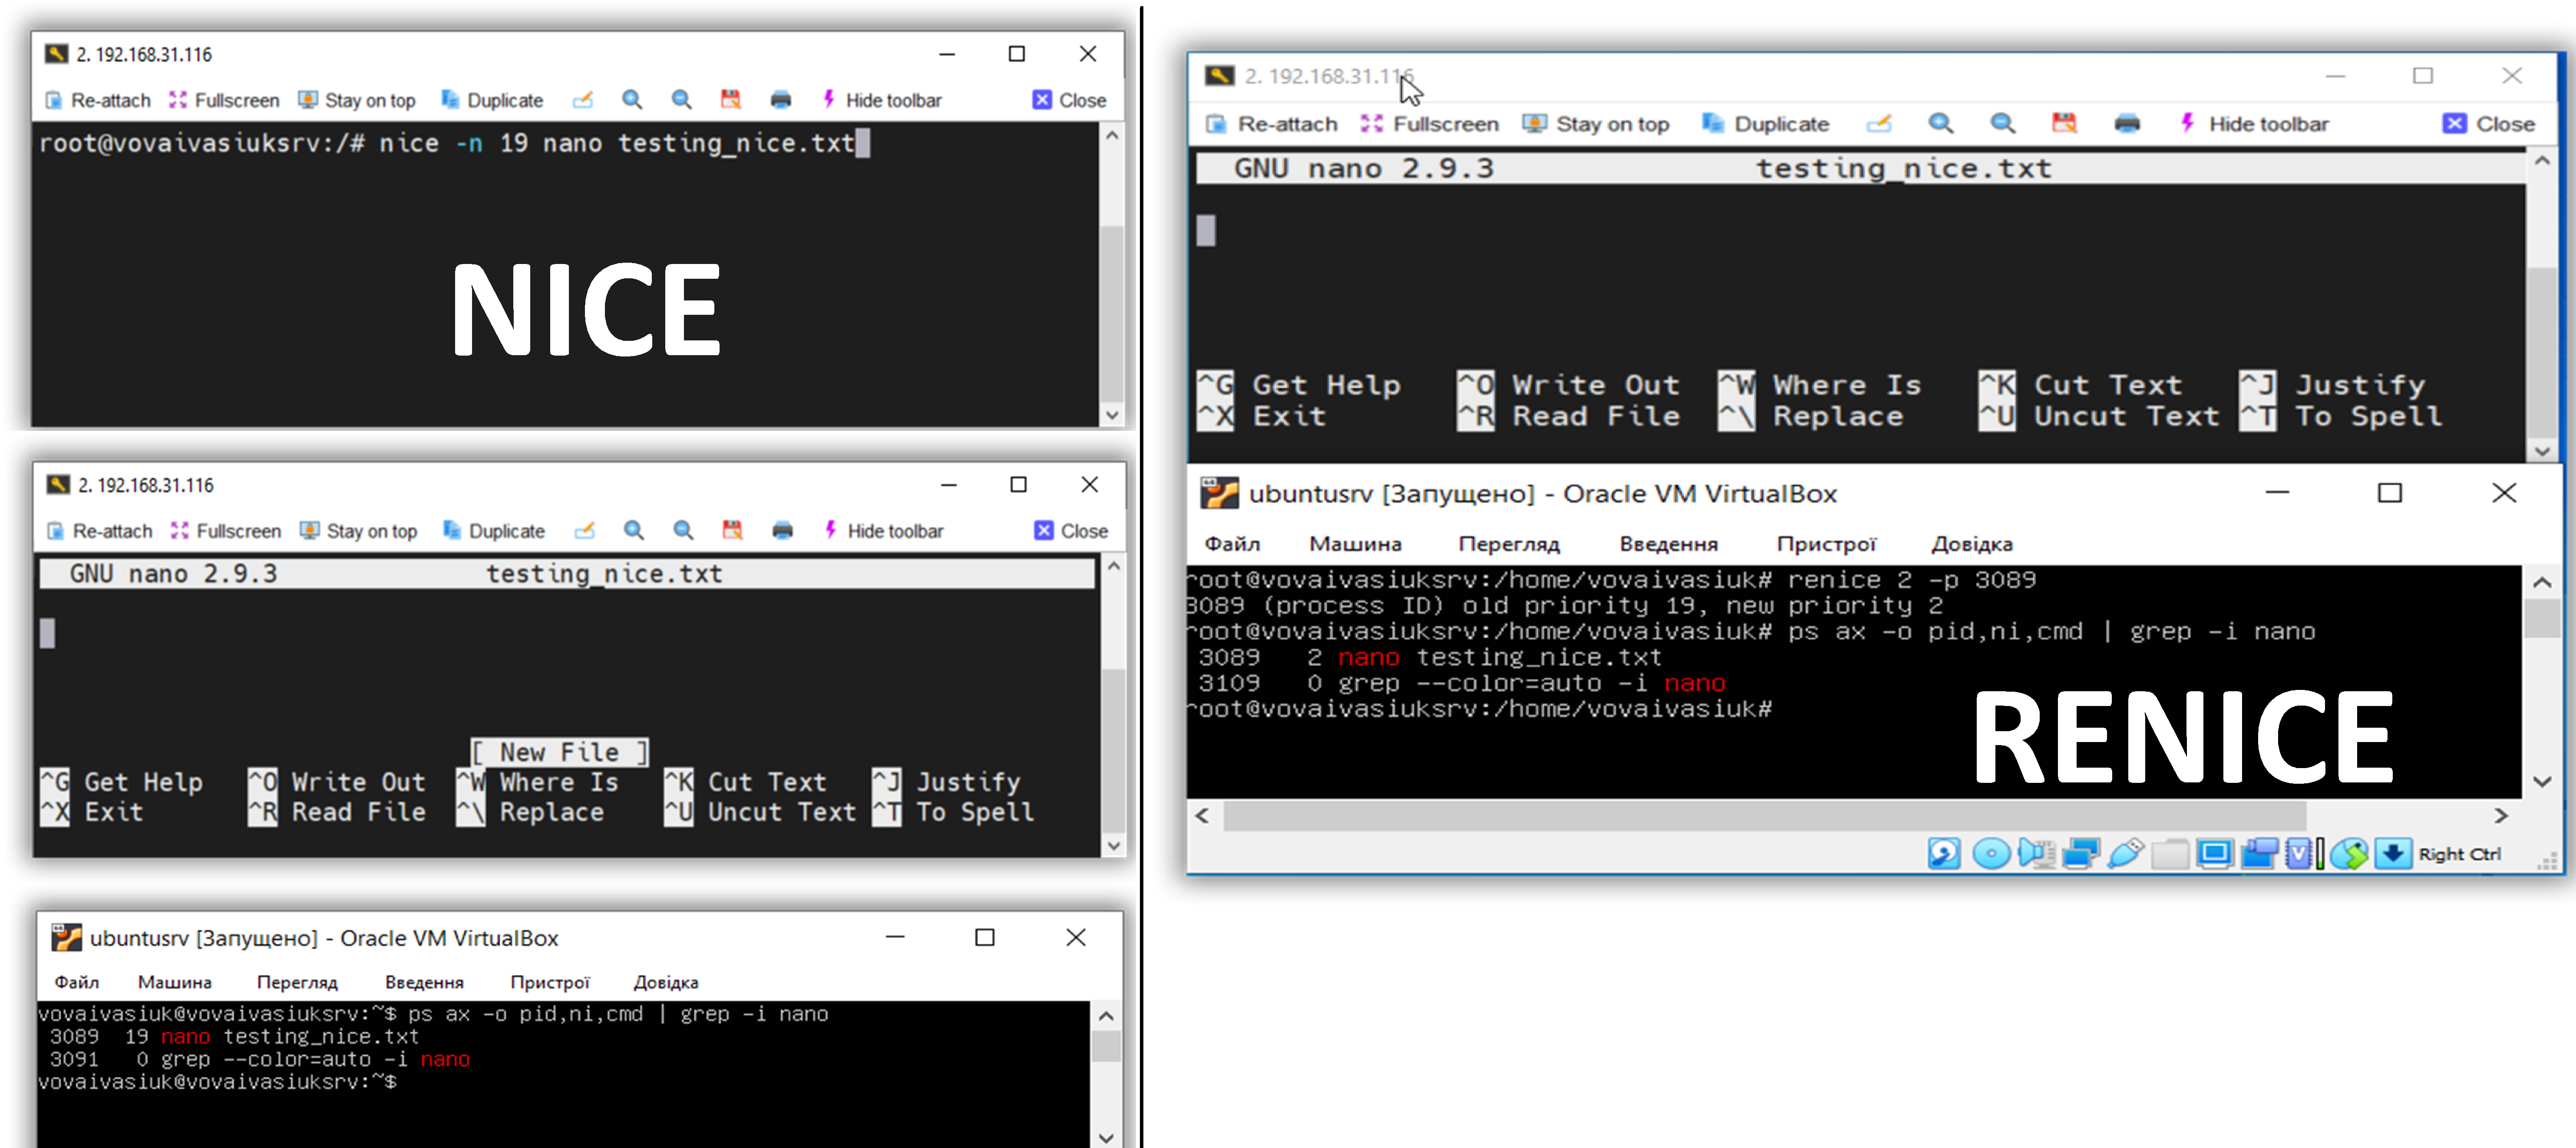 2. 192.168.31.116
Re-attach Fullscreen Stay on top Duplicate Hide toolbar Close
root@vovaivasiuksrv:/# nice -n 19 nano testing_nice.txt
NICE
2. 192.168.31.116
Re-attach Fullscreen Stay on top Duplicate Hide toolbar Close
GNU nano 2.9.3 testing_nice.txt
[ New File ]
^G Get Help ^O Write Out ^W Where Is ^K Cut Text ^J Justify
^X Exit ^R Read File ^\ Replace ^U Uncut Text ^T To Spell
ubuntusrv [Запущено] - Oracle VM VirtualBox
Файл Машина Перегляд Введення Пристрої Довідка
vovaivasiuk@vovaivasiuksrv:~$ ps ax -o pid,ni,cmd | grep -i nano
3089 19 nano testing_nice.txt
3091 0 grep --color=auto -i nano
vovaivasiuk@vovaivasiuksrv:~$
2. 192.168.31.116
Re-attach Fullscreen Stay on top Duplicate Hide toolbar Close
GNU nano 2.9.3 testing_nice.txt
^G Get Help ^O Write Out ^W Where Is ^K Cut Text ^J Justify
^X Exit ^R Read File ^\ Replace ^U Uncut Text ^T To Spell
ubuntusrv [Запущено] - Oracle VM VirtualBox
Файл Машина Перегляд Введення Пристрої Довідка
root@vovaivasiuksrv:/home/vovaivasiuk# renice 2 -p 3089
3089 (process ID) old priority 19, new priority 2
root@vovaivasiuksrv:/home/vovaivasiuk# ps ax -o pid,ni,cmd | grep -i nano
3089 2 nano testing_nice.txt
3109 0 grep --color=auto -i nano
root@vovaivasiuksrv:/home/vovaivasiuk#
RENICE
Right Ctrl